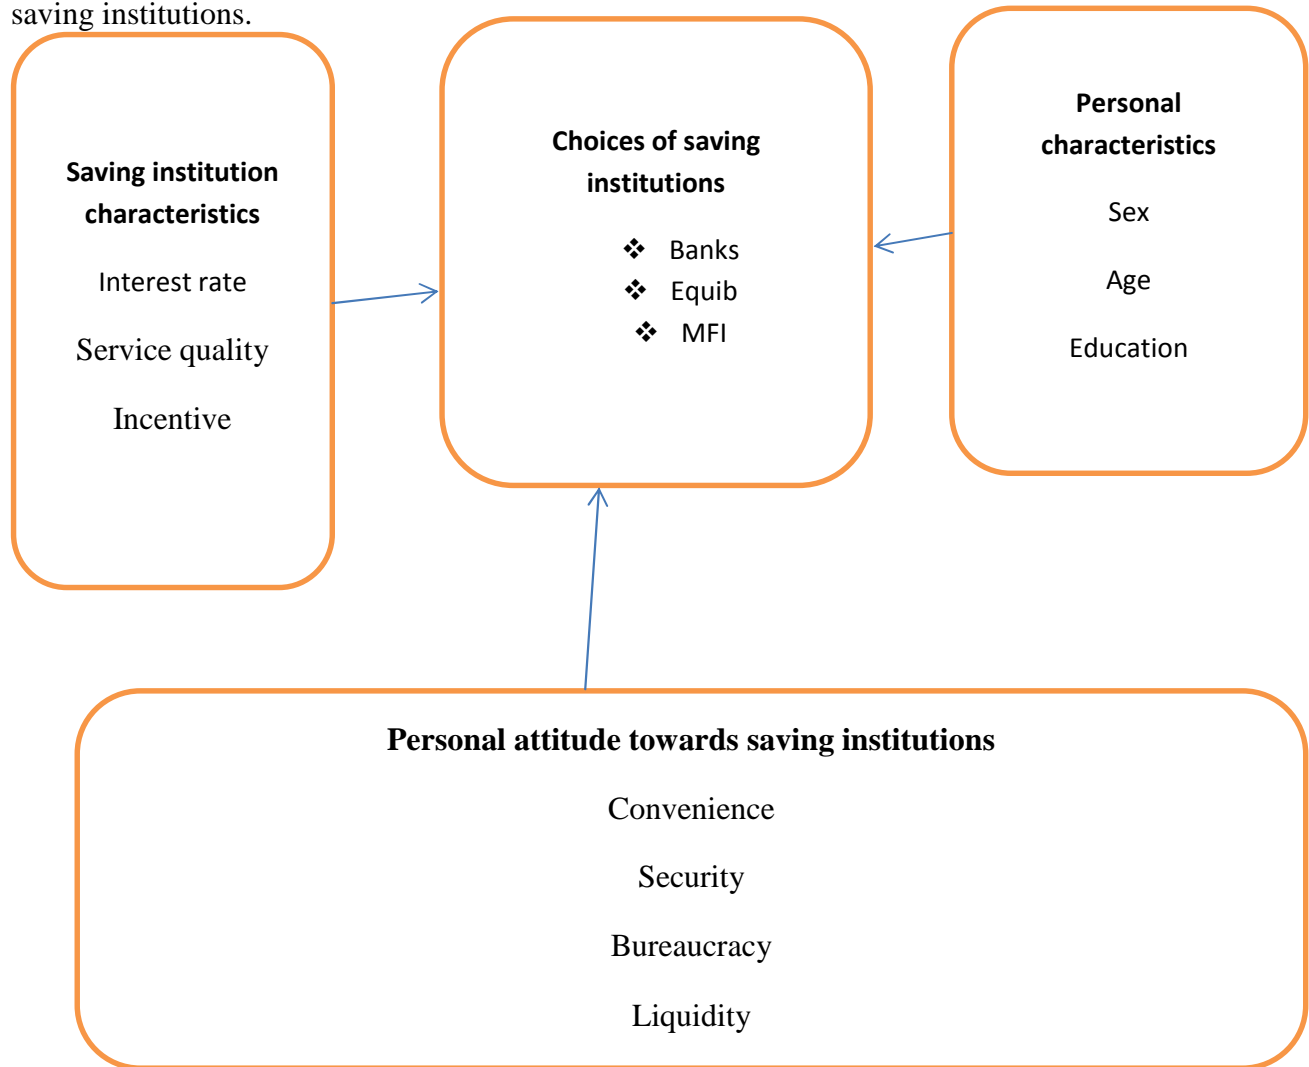 saving institutions.
Saving institution
characteristics
Interest rate
Service quality
Incentive
Choices of saving
institutions
❖ Banks
❖ Equib
❖ MFI
Personal
characteristics
Sex
Age
Education
Personal attitude towards saving institutions
Convenience
Security
Bureaucracy
Liquidity